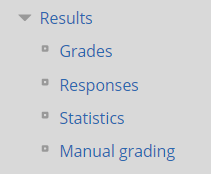 Results
Grades
Responses
Statistics
Manual grading